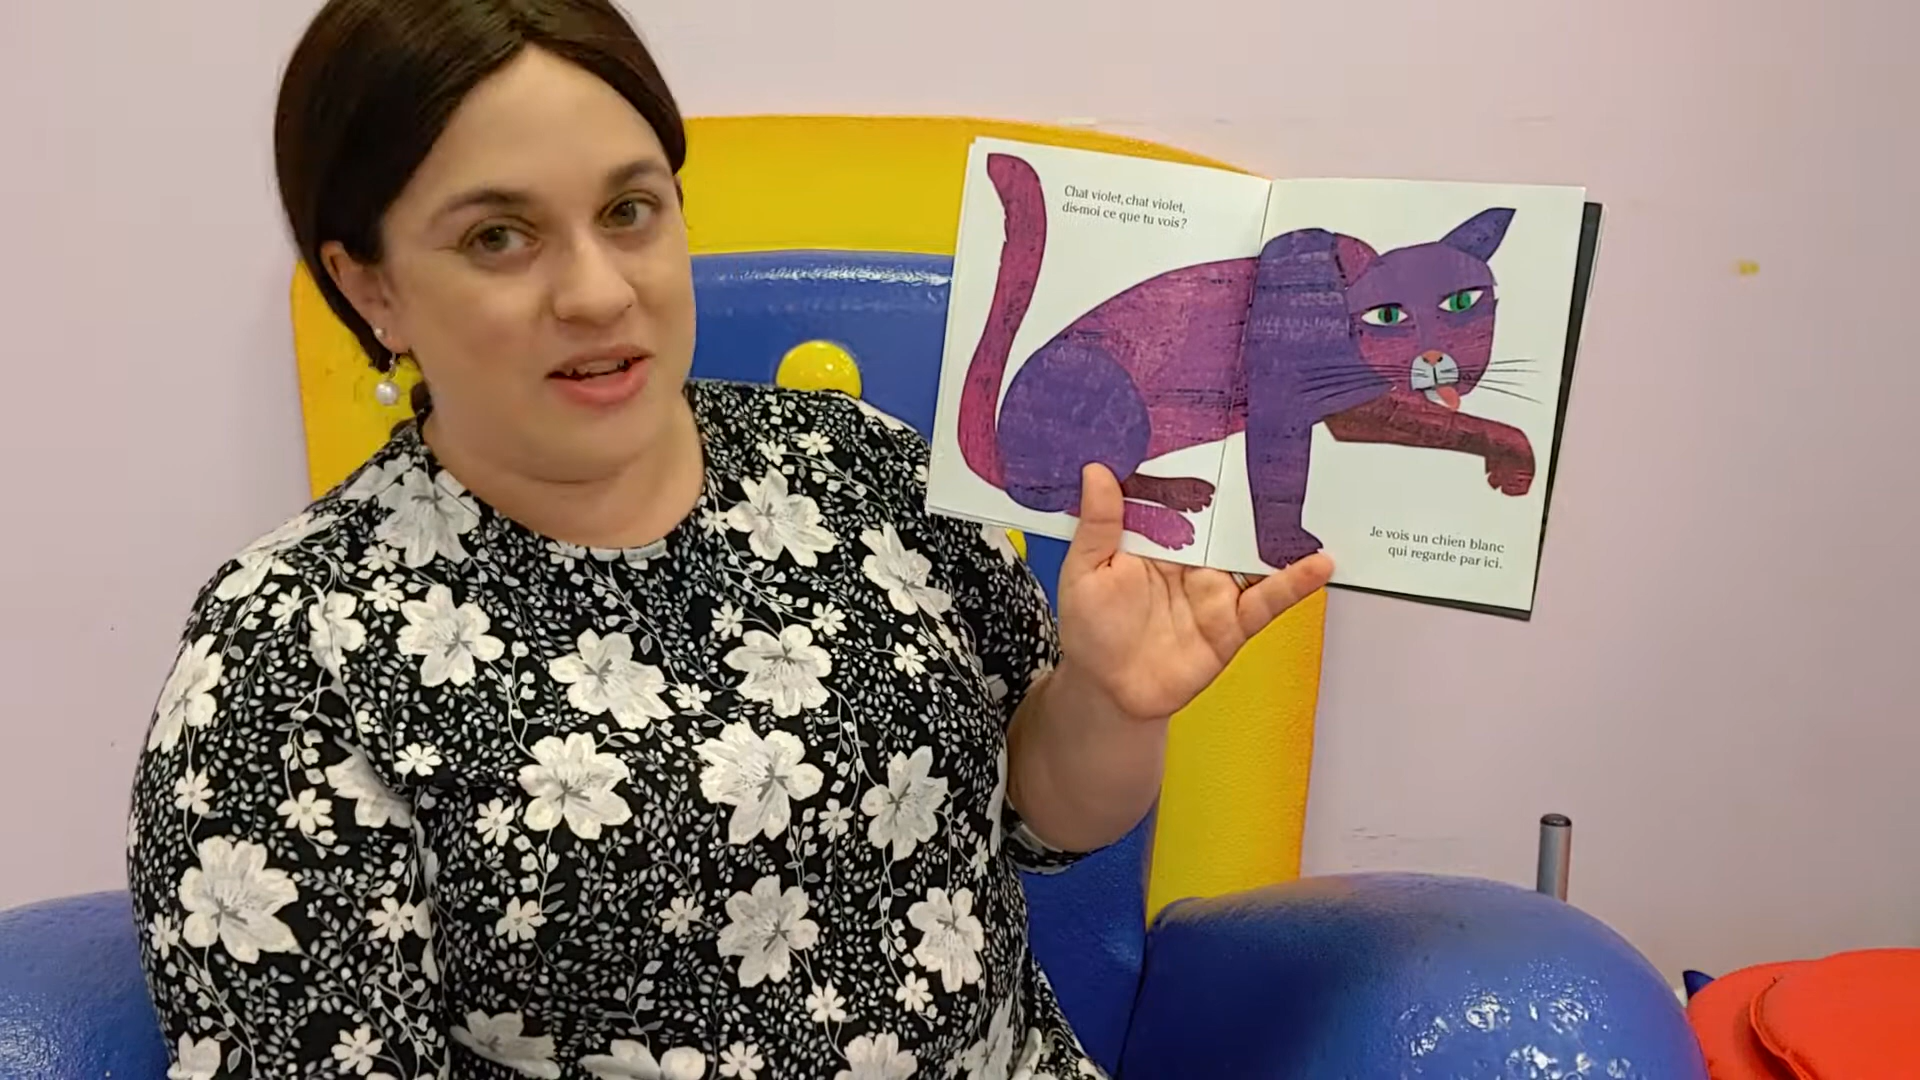 Chat violet, chat violet,
dis-moi ce que tu vois ?
Je vois un chien blanc
qui regarde par ici.